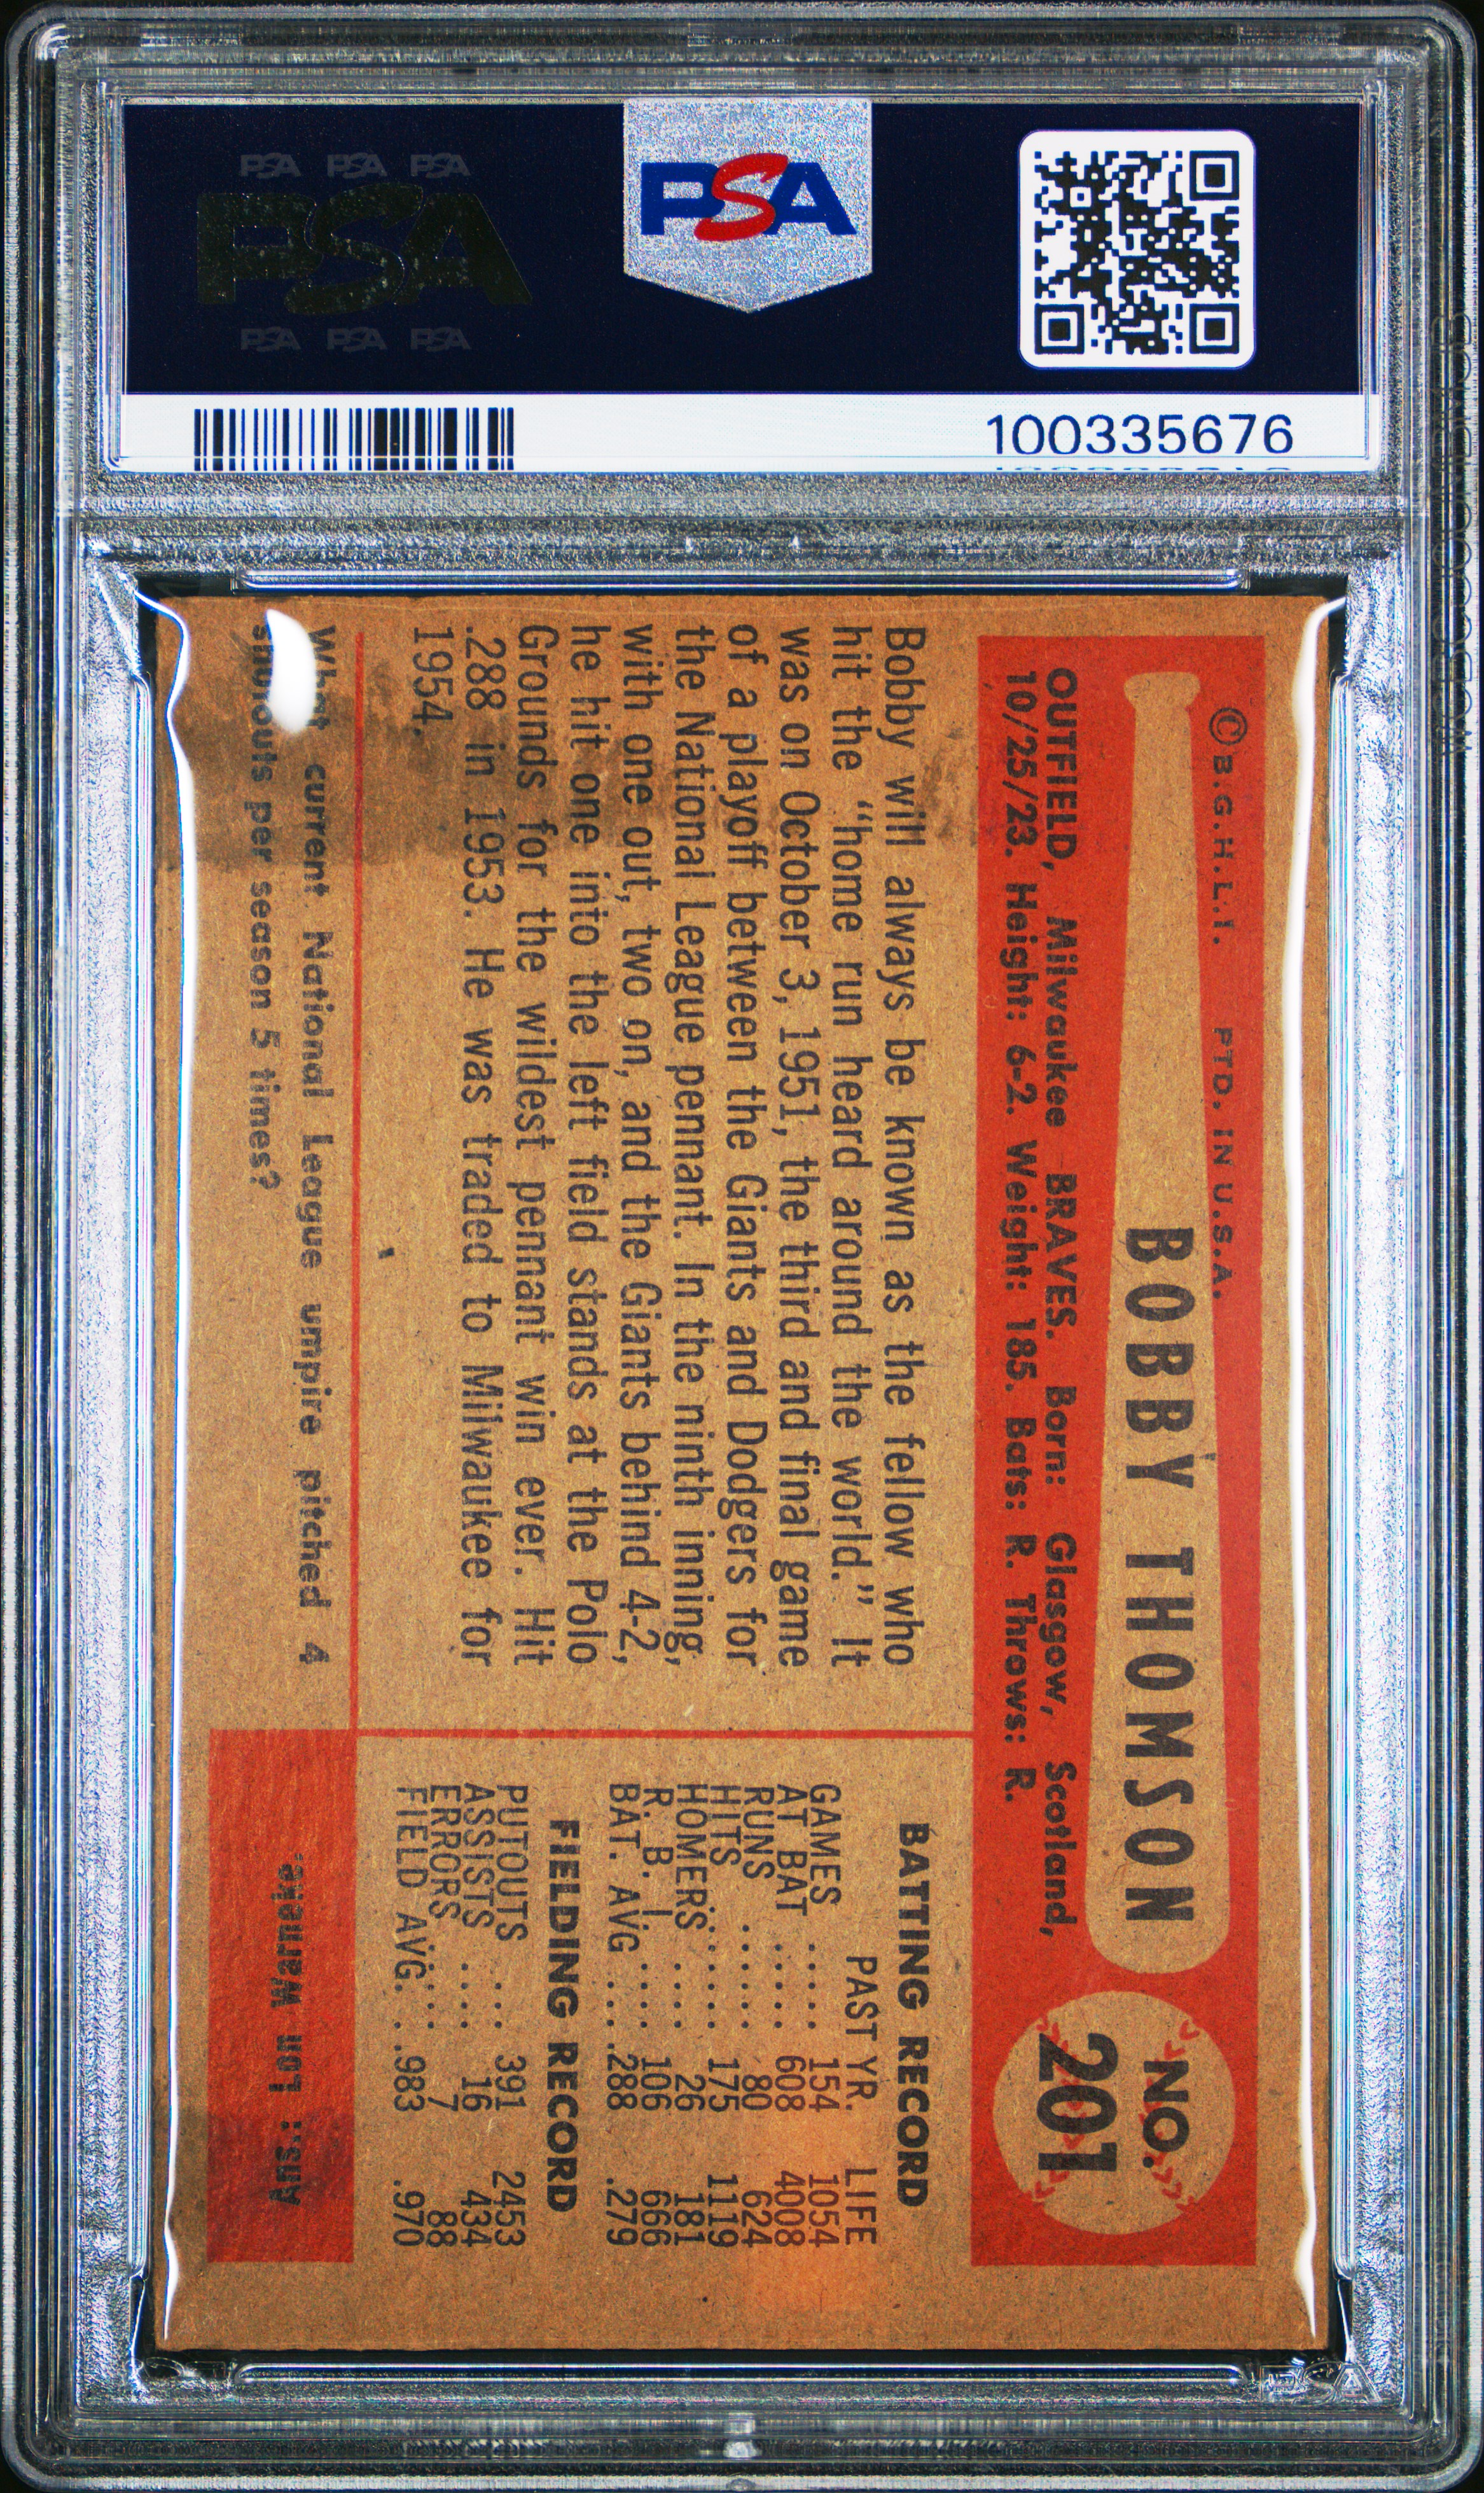 PSA PSA PSA
PSA
PSA PSA PSA
PSA
100335676
© B.G.H.L.I. PTD. IN U.S.A.
BOBBY THOMSON
NO.
201
OUTFIELD, Milwaukee BRAVES. Born: Glasgow, Scotland,
10/25/23. Height: 6-2. Weight: 185. Bats: R. Throws: R.
Bobby will always be known as the fellow who
hit the "home run heard around the world." It
was on October 3, 1951, the third and final game
of a playoff between the Giants and Dodgers for
the National League pennant. In the ninth inning,
with one out, two on, and the Giants behind 4-2,
he hit one into the left field stands at the Polo
Grounds for the wildest pennant win ever. Hit
.288 in 1953. He was traded to Milwaukee for
1954.
BATTING RECORD
PAST YR. LIFE
GAMES .... 154 1054
AT BAT .... 608 4008
RUNS ..... 80 624
HITS ..... 175 1119
HOMERS ..... 26 181
R. B. I. .... 106 666
BAT. AVG .... .288 .279
FIELDING RECORD
PUTOUTS ... 391 2453
ASSISTS .... 16 434
ERRORS ... 7 88
FIELD AVG. .. .983 .970
What current National League umpire pitched 4
shutouts per season 5 times?
Ans.: Lon Warneke.
PSA